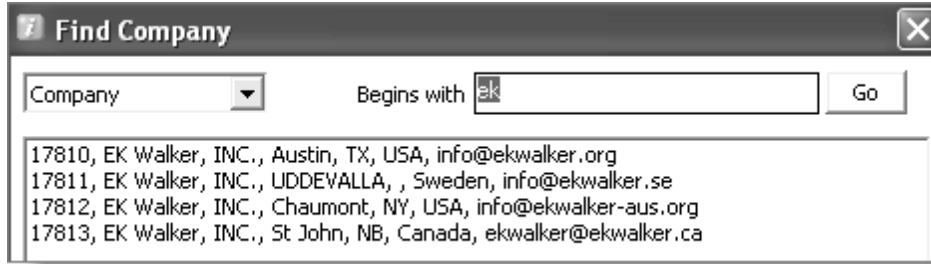 Find Company
Company Begins with ek Go
17810, EK Walker, INC., Austin, TX, USA, info@ekwalker.org
17811, EK Walker, INC., UDDEVALLA, , Sweden, info@ekwalker.se
17812, EK Walker, INC., Chaumont, NY, USA, info@ekwalker-aus.org
17813, EK Walker, INC., St John, NB, Canada, ekwalker@ekwalker.ca